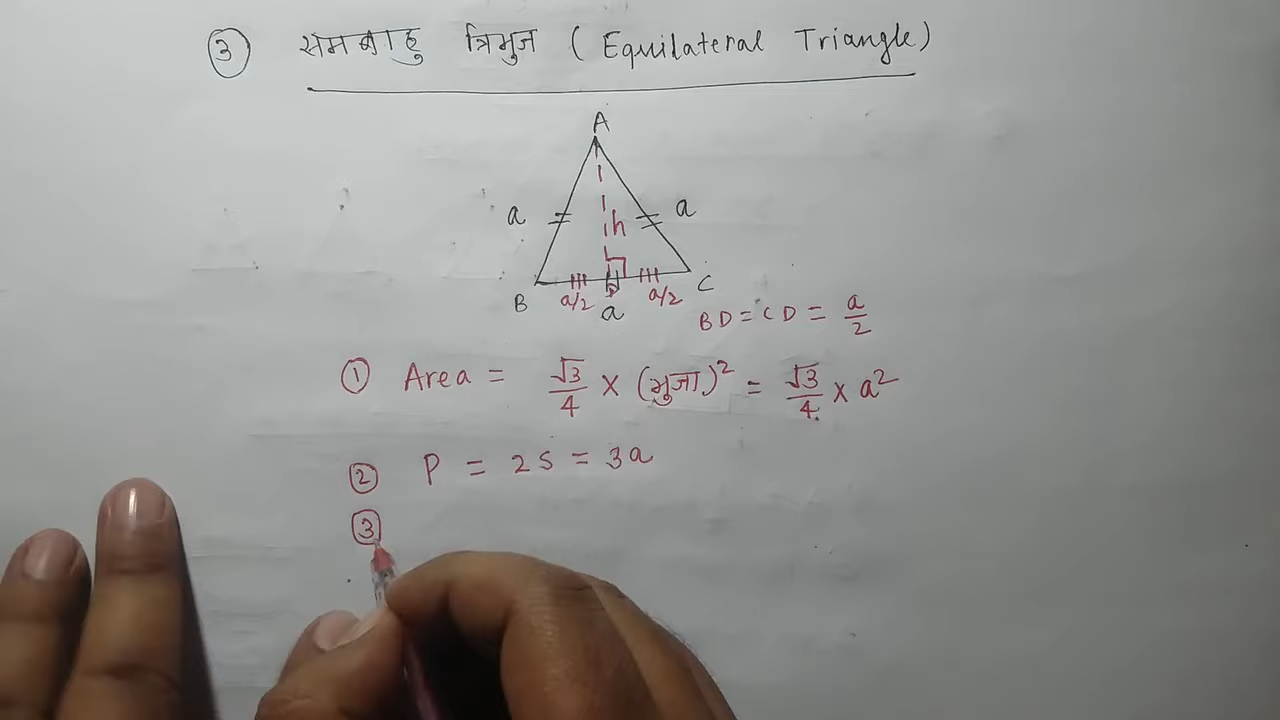 ③ समबाहु त्रिभुज (Equilateral Triangle)
A
a h a
B a/2 D a/2 C
a
BD = CD = a/2
① Area = √3/4 × (भुजा)² = √3/4 × a²
② P = 2s = 3a
③